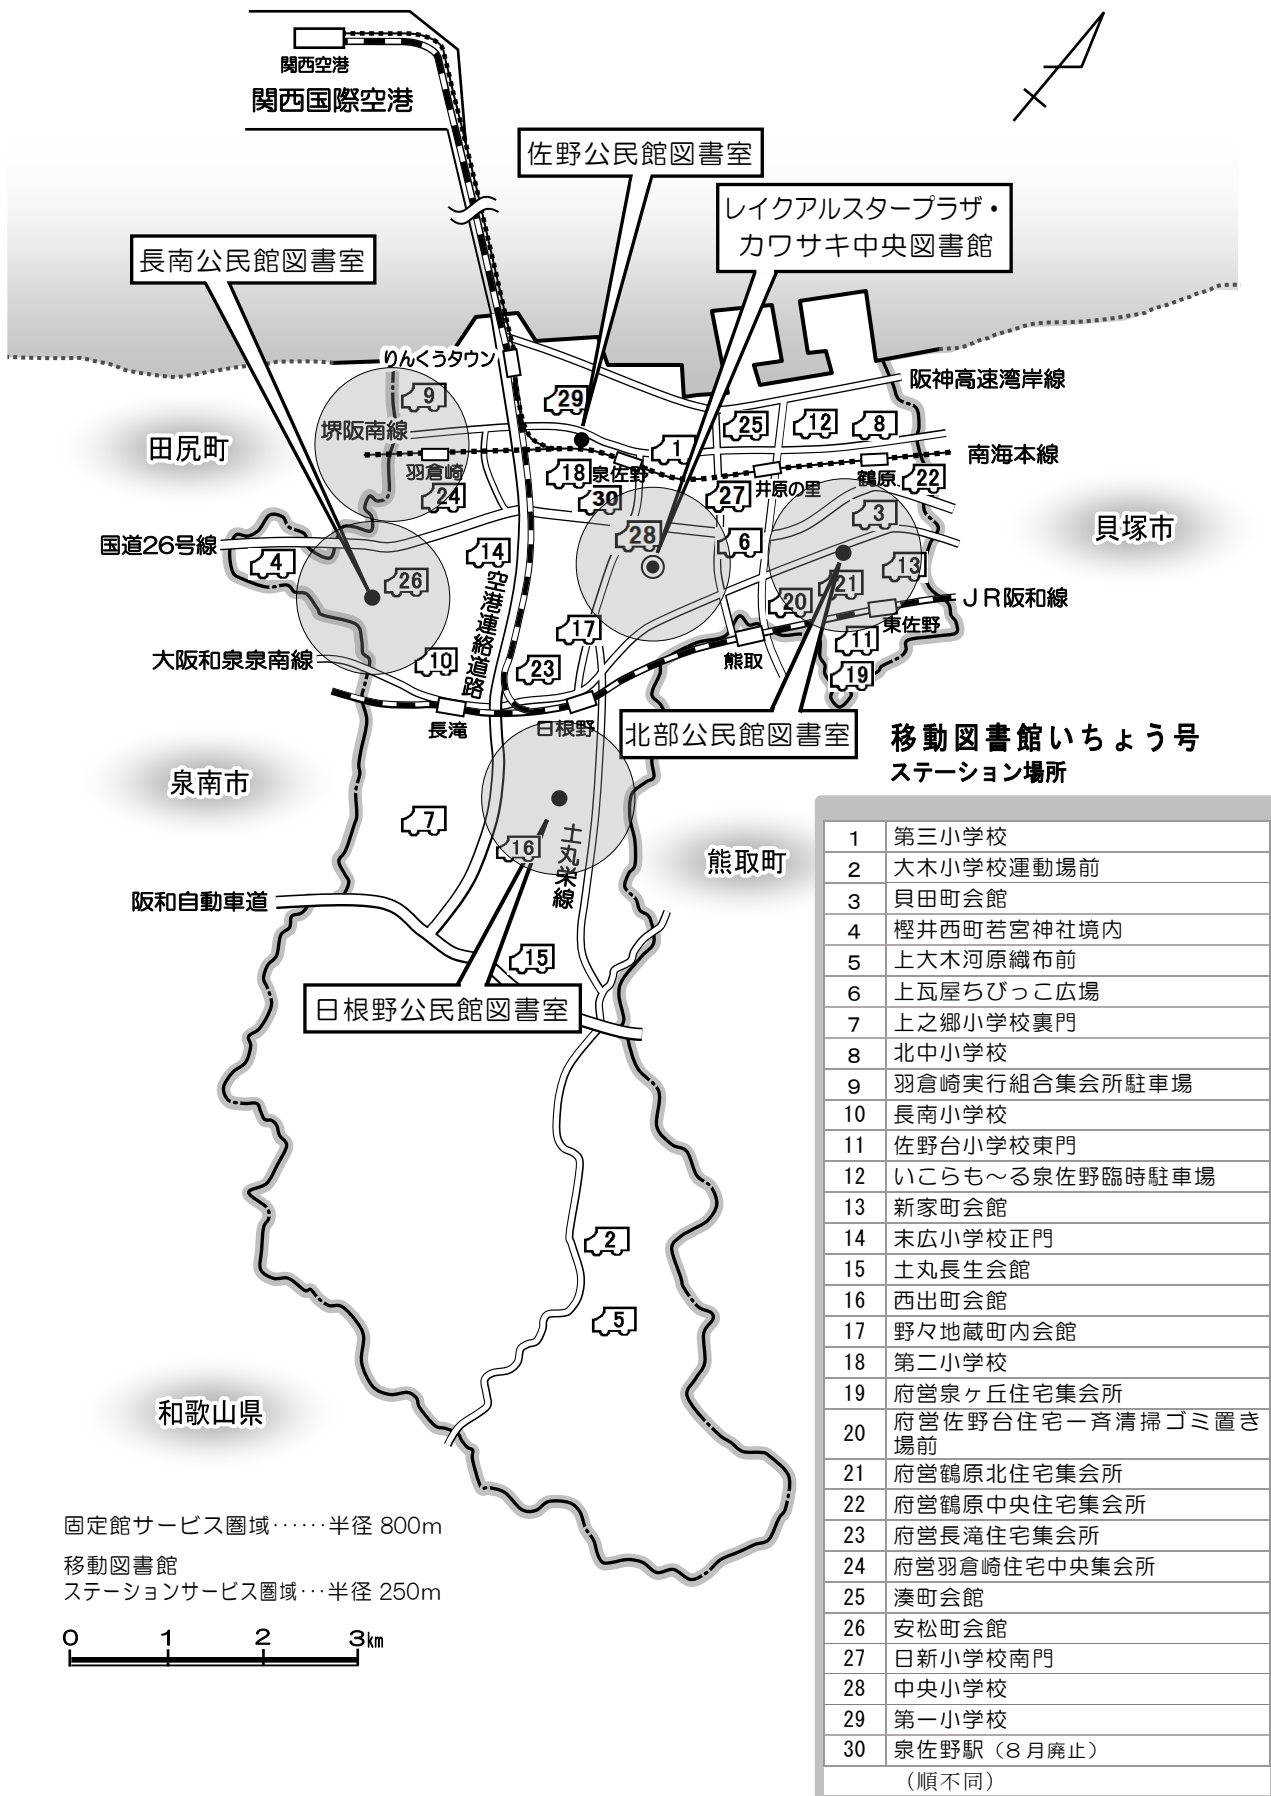 関西空港
関西国際空港
佐野公民館図書室
レイクアルスタープラザ・
カワサキ中央図書館
長南公民館図書室
りんくうタウン
阪神高速湾岸線
9
29
25
12
8
堺阪南線
田尻町
1
南海本線
羽倉崎
18
泉佐野
井原の里
鶴原
22
24
30
27
3
貝塚市
国道26号線
28
6
4
14
13
26
21
20
JR阪和線
空港連絡道路
17
東佐野
11
大阪和泉泉南線
10
23
熊取
19
長滝
日根野
北部公民館図書室
移動図書館いちょう号
ステーション場所
泉南市
7
16
土丸栄線
熊取町
阪和自動車道
15
日根野公民館図書室
2
5
和歌山県
固定館サービス圏域……半径 800m
移動図書館
ステーションサービス圏域…半径 250m
0 1 2 3km
1 第三小学校
2 大木小学校運動場前
3 貝田町会館
4 樫井西町若宮神社境内
5 上大木河原織布前
6 上瓦屋ちびっこ広場
7 上之郷小学校裏門
8 北中小学校
9 羽倉崎実行組合集会所駐車場
10 長南小学校
11 佐野台小学校東門
12 いこらも～る泉佐野臨時駐車場
13 新家町会館
14 末広小学校正門
15 土丸長生会館
16 西出町会館
17 野々地蔵町内会館
18 第二小学校
19 府営泉ヶ丘住宅集会所
20 府営佐野台住宅一斉清掃ゴミ置き
場前
21 府営鶴原北住宅集会所
22 府営鶴原中央住宅集会所
23 府営長滝住宅集会所
24 府営羽倉崎住宅中央集会所
25 湊町会館
26 安松町会館
27 日新小学校南門
28 中央小学校
29 第一小学校
30 泉佐野駅（8月廃止）
（順不同）